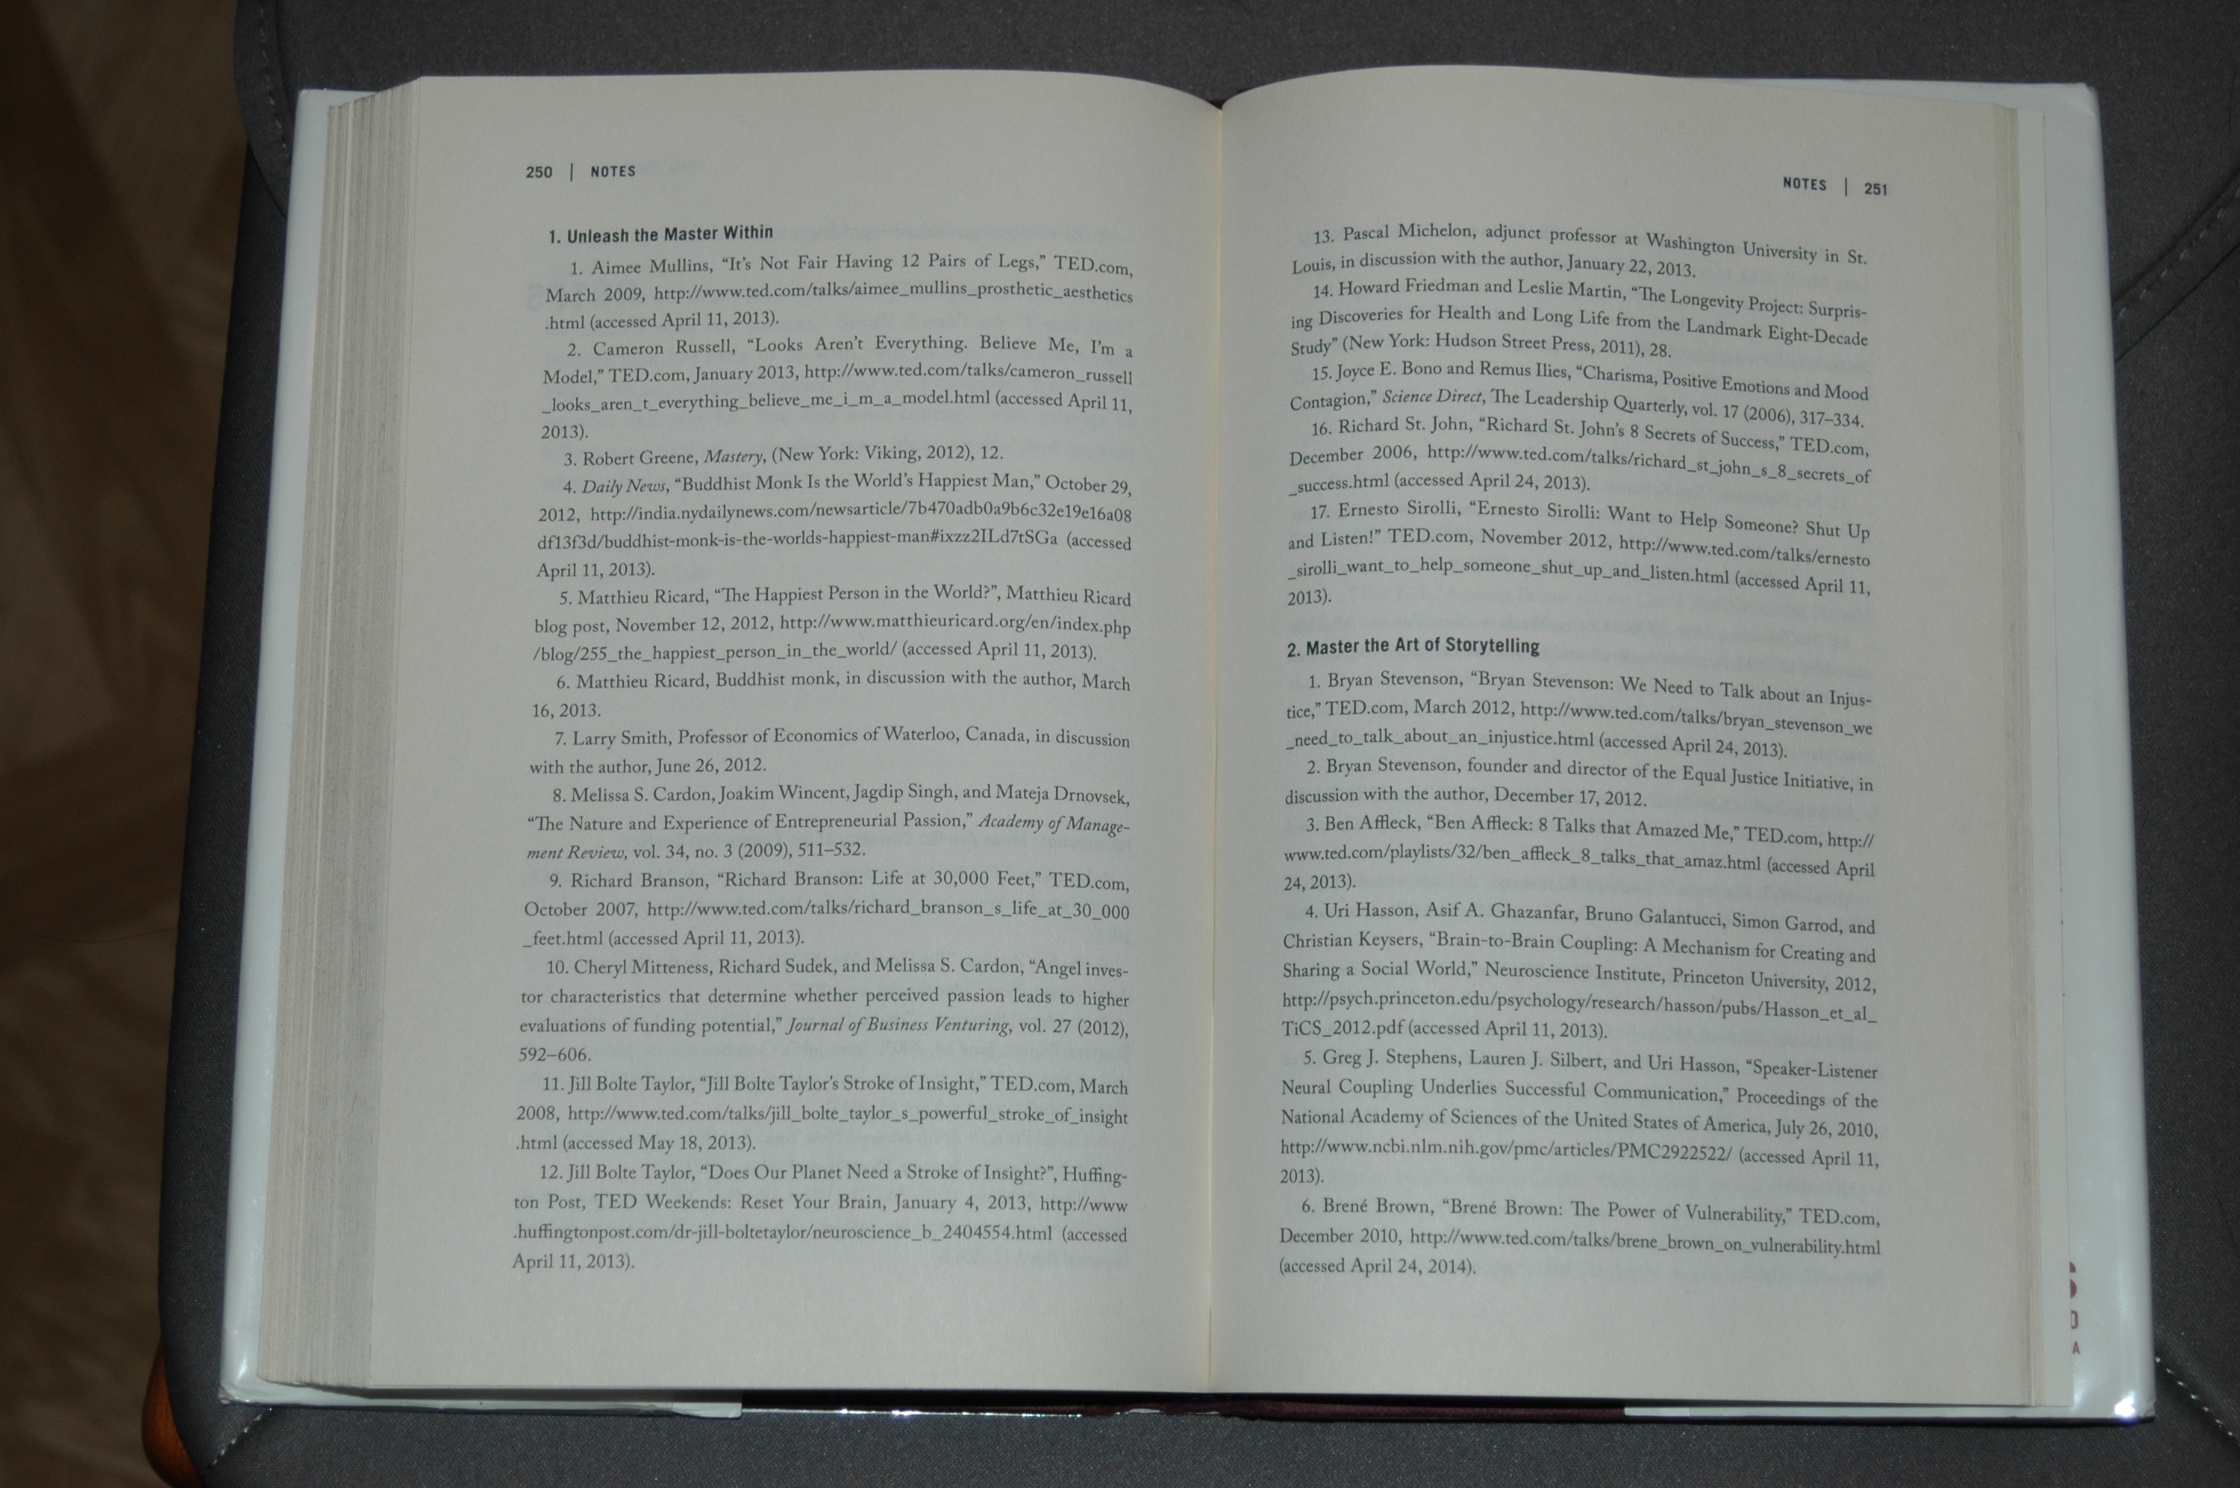 250 | NOTES
1. Unleash the Master Within
1. Aimee Mullins, “It’s Not Fair Having 12 Pairs of Legs,” TED.com,
March 2009, http://www.ted.com/talks/aimee_mullins_prosthetic_aesthetics
.html (accessed April 11, 2013).
2. Cameron Russell, “Looks Aren’t Everything. Believe Me, I’m a
Model,” TED.com, January 2013, http://www.ted.com/talks/cameron_russell
_looks_aren_t_everything_believe_me_i_m_a_model.html (accessed April 11,
2013).
3. Robert Greene, Mastery, (New York: Viking, 2012), 12.
4. Daily News, “Buddhist Monk Is the World’s Happiest Man,” October 29,
2012, http://india.nydailynews.com/newsarticle/7b470adb0a9b6c32e19e16a08
df13f3d/buddhist-monk-is-the-worlds-happiest-man#ixzz2ILd7tSGa (accessed
April 11, 2013).
5. Matthieu Ricard, “The Happiest Person in the World?”, Matthieu Ricard
blog post, November 12, 2012, http://www.matthieuricard.org/en/index.php
/blog/255_the_happiest_person_in_the_world/ (accessed April 11, 2013).
6. Matthieu Ricard, Buddhist monk, in discussion with the author, March
16, 2013.
7. Larry Smith, Professor of Economics of Waterloo, Canada, in discussion
with the author, June 26, 2012.
8. Melissa S. Cardon, Joakim Wincent, Jagdip Singh, and Mateja Drnovsek,
“The Nature and Experience of Entrepreneurial Passion,” Academy of Manage-
ment Review, vol. 34, no. 3 (2009), 511–532.
9. Richard Branson, “Richard Branson: Life at 30,000 Feet,” TED.com,
October 2007, http://www.ted.com/talks/richard_branson_s_life_at_30_000
_feet.html (accessed April 11, 2013).
10. Cheryl Mitteness, Richard Sudek, and Melissa S. Cardon, “Angel inves-
tor characteristics that determine whether perceived passion leads to higher
evaluations of funding potential,” Journal of Business Venturing, vol. 27 (2012),
592–606.
11. Jill Bolte Taylor, “Jill Bolte Taylor’s Stroke of Insight,” TED.com, March
2008, http://www.ted.com/talks/jill_bolte_taylor_s_powerful_stroke_of_insight
.html (accessed May 18, 2013).
12. Jill Bolte Taylor, “Does Our Planet Need a Stroke of Insight?”, Huffing-
ton Post, TED Weekends: Reset Your Brain, January 4, 2013, http://www
.huffingtonpost.com/dr-jill-boltetaylor/neuroscience_b_2404554.html (accessed
April 11, 2013).
NOTES | 251
13. Pascal Michelon, adjunct professor at Washington University in St.
Louis, in discussion with the author, January 22, 2013.
14. Howard Friedman and Leslie Martin, “The Longevity Project: Surpris-
ing Discoveries for Health and Long Life from the Landmark Eight-Decade
Study” (New York: Hudson Street Press, 2011), 28.
15. Joyce E. Bono and Remus Ilies, “Charisma, Positive Emotions and Mood
Contagion,” Science Direct, The Leadership Quarterly, vol. 17 (2006), 317–334.
16. Richard St. John, “Richard St. John’s 8 Secrets of Success,” TED.com,
December 2006, http://www.ted.com/talks/richard_st_john_s_8_secrets_of
_success.html (accessed April 24, 2013).
17. Ernesto Sirolli, “Ernesto Sirolli: Want to Help Someone? Shut Up
and Listen!” TED.com, November 2012, http://www.ted.com/talks/ernesto
_sirolli_want_to_help_someone_shut_up_and_listen.html (accessed April 11,
2013).
2. Master the Art of Storytelling
1. Bryan Stevenson, “Bryan Stevenson: We Need to Talk about an Injus-
tice,” TED.com, March 2012, http://www.ted.com/talks/bryan_stevenson_we
_need_to_talk_about_an_injustice.html (accessed April 24, 2013).
2. Bryan Stevenson, founder and director of the Equal Justice Initiative, in
discussion with the author, December 17, 2012.
3. Ben Affleck, “Ben Affleck: 8 Talks that Amazed Me,” TED.com, http://
www.ted.com/playlists/32/ben_affleck_8_talks_that_amaz.html (accessed April
24, 2013).
4. Uri Hasson, Asif A. Ghazanfar, Bruno Galantucci, Simon Garrod, and
Christian Keysers, “Brain-to-Brain Coupling: A Mechanism for Creating and
Sharing a Social World,” Neuroscience Institute, Princeton University, 2012,
http://psych.princeton.edu/psychology/research/hasson/pubs/Hasson_et_al_
TiCS_2012.pdf (accessed April 11, 2013).
5. Greg J. Stephens, Lauren J. Silbert, and Uri Hasson, “Speaker-Listener
Neural Coupling Underlies Successful Communication,” Proceedings of the
National Academy of Sciences of the United States of America, July 26, 2010,
http://www.ncbi.nlm.nih.gov/pmc/articles/PMC2922522/ (accessed April 11,
2013).
6. Brené Brown, “Brené Brown: The Power of Vulnerability,” TED.com,
December 2010, http://www.ted.com/talks/brene_brown_on_vulnerability.html
(accessed April 24, 2014).